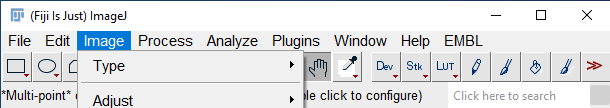 (Fiji Is Just) ImageJ
File Edit Image Process Analyze Plugins Window Help EMBL
Type
Dev Stk LUT
Adjust
*Multi-point* ble click to configure)
Click here to search